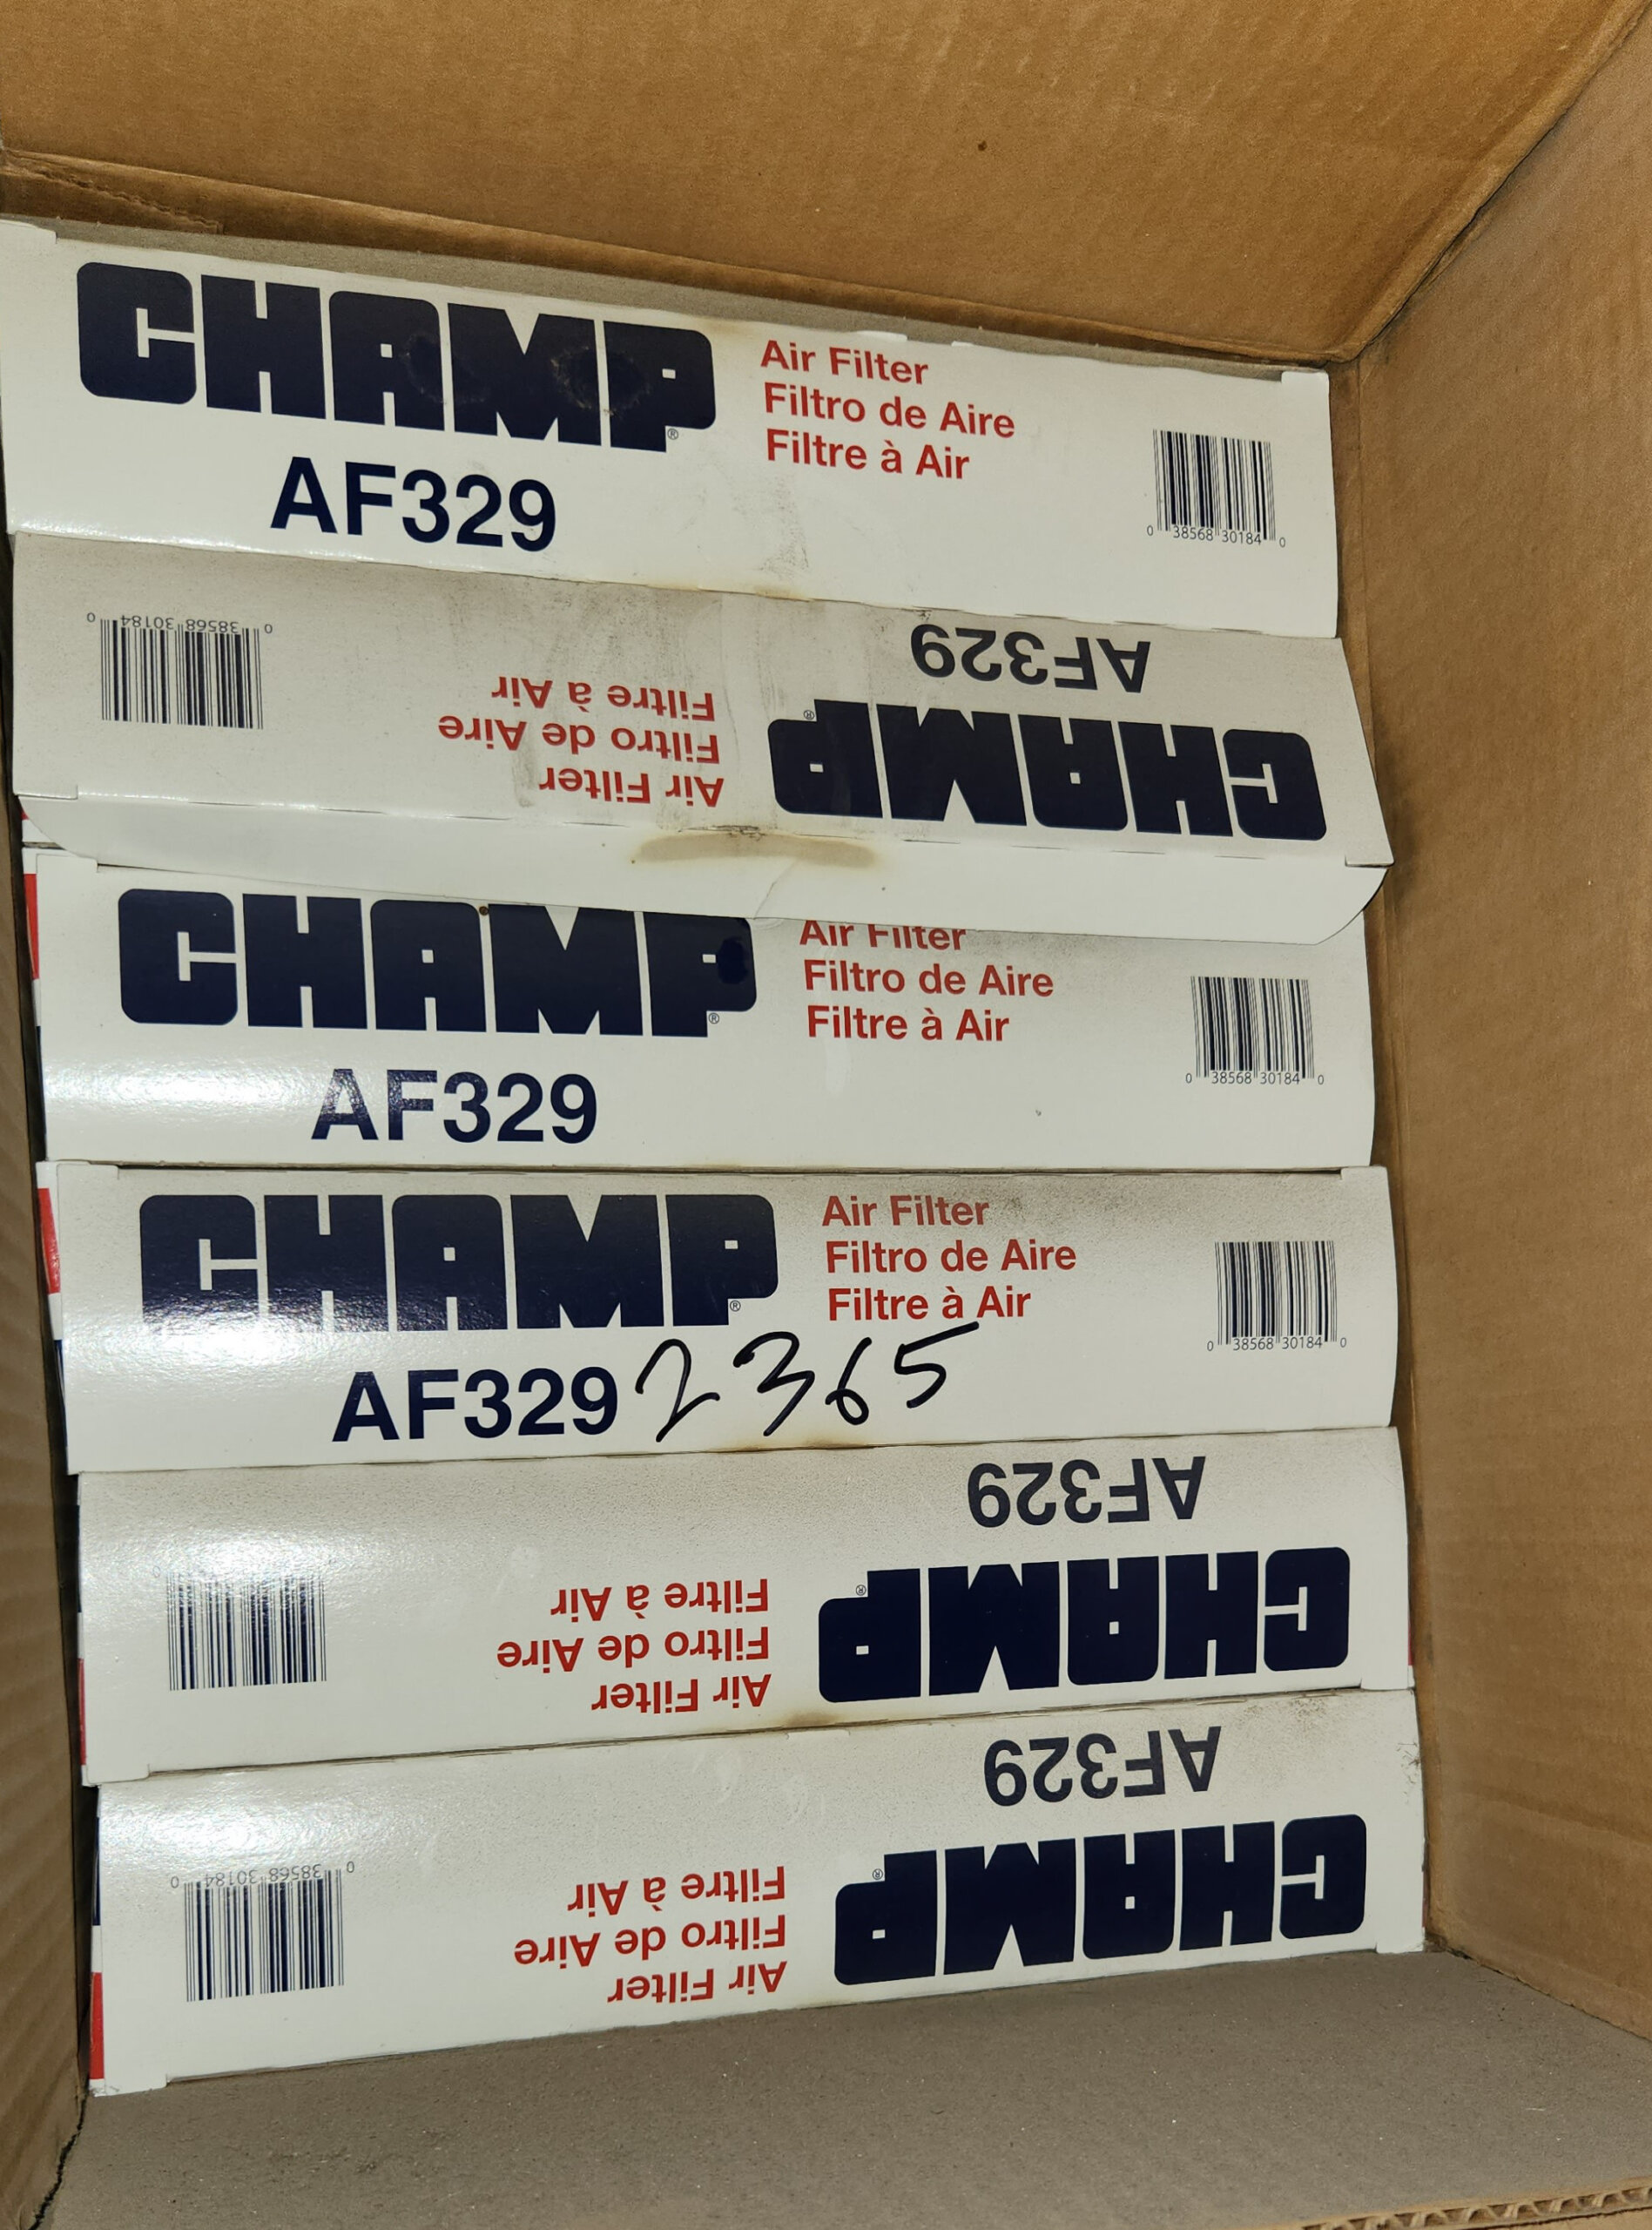 CHAMP®
AF329
Air Filter
Filtro de Aire
Filtre à Air
0 38568 30184 0
CHAMP®
AF329
Air Filter
Filtro de Aire
Filtre à Air
0 38568 30184 0
CHAMP®
AF329
Air Filter
Filtro de Aire
Filtre à Air
0 38568 30184 0
CHAMP®
AF329 2365
Air Filter
Filtro de Aire
Filtre à Air
0 38568 30184 0
CHAMP®
AF329
Air Filter
Filtro de Aire
Filtre à Air
CHAMP®
AF329
Air Filter
Filtro de Aire
Filtre à Air
0 38568 30184 0